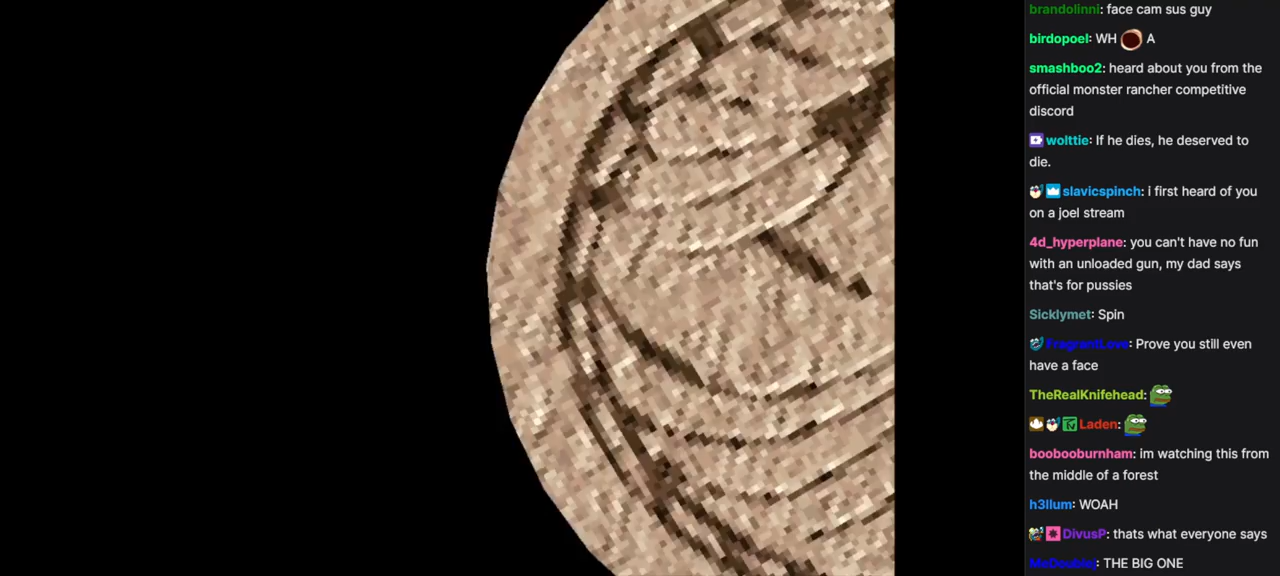 brandolinni: face cam sus guy
birdopoel: WH A
smashboo2: heard about you from the
official monster rancher competitive
discord
wolttie: If he dies, he deserved to
die.
slavicspinch: i first heard of you
on a joel stream
4d_hyperplane: you can't have no fun
with an unloaded gun, my dad says
that's for pussies
Sicklymet: Spin
FragrantLove: Prove you still even
have a face
TheRealKnifehead:
Laden:
boobooburnham: im watching this from
the middle of a forest
h3llum: WOAH
DivusP: thats what everyone says
THE BIG ONE